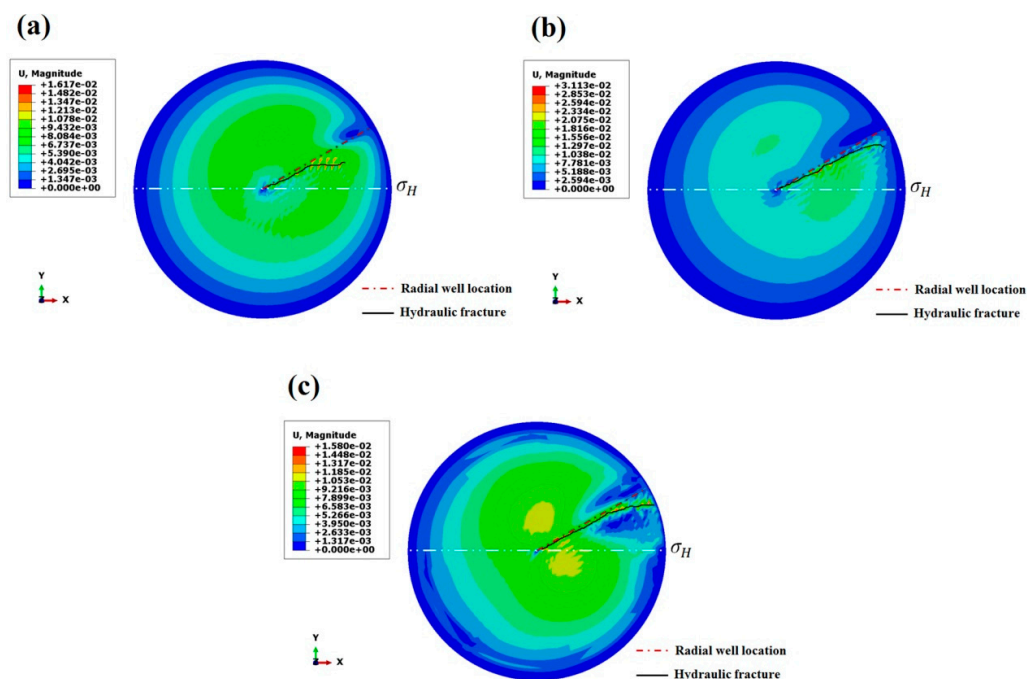 (a)
U, Magnitude
+1.617e-02
+1.482e-02
+1.347e-02
+1.213e-02
+1.078e-02
+9.432e-03
+8.084e-03
+6.737e-03
+5.390e-03
+4.042e-03
+2.695e-03
+1.347e-03
+0.000e+00
σH
Y
Z
X
Radial well location
Hydraulic fracture
(b)
U, Magnitude
+3.113e-02
+2.853e-02
+2.594e-02
+2.334e-02
+2.075e-02
+1.816e-02
+1.556e-02
+1.297e-02
+1.038e-02
+7.781e-03
+5.188e-03
+2.594e-03
+0.000e+00
σH
Y
Z
X
Radial well location
Hydraulic fracture
(c)
U, Magnitude
+1.580e-02
+1.448e-02
+1.317e-02
+1.185e-02
+1.053e-02
+9.216e-03
+7.899e-03
+6.583e-03
+5.266e-03
+3.950e-03
+2.633e-03
+1.317e-03
+0.000e+00
σH
Y
Z
X
Radial well location
Hydraulic fracture